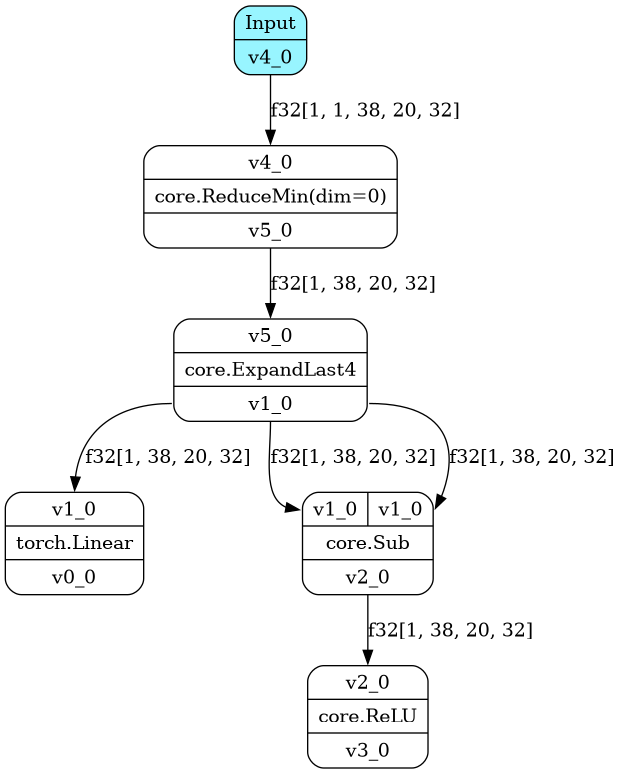 Input
v4_0
f32[1, 1, 38, 20, 32]
v4_0
core.ReduceMin(dim=0)
v5_0
f32[1, 38, 20, 32]
v5_0
core.ExpandLast4
v1_0
f32[1, 38, 20, 32] f32[1, 38, 20, 32] f32[1, 38, 20, 32]
v1_0 v1_0 v1_0
torch.Linear core.Sub
v0_0 v2_0
f32[1, 38, 20, 32]
v2_0
core.ReLU
v3_0